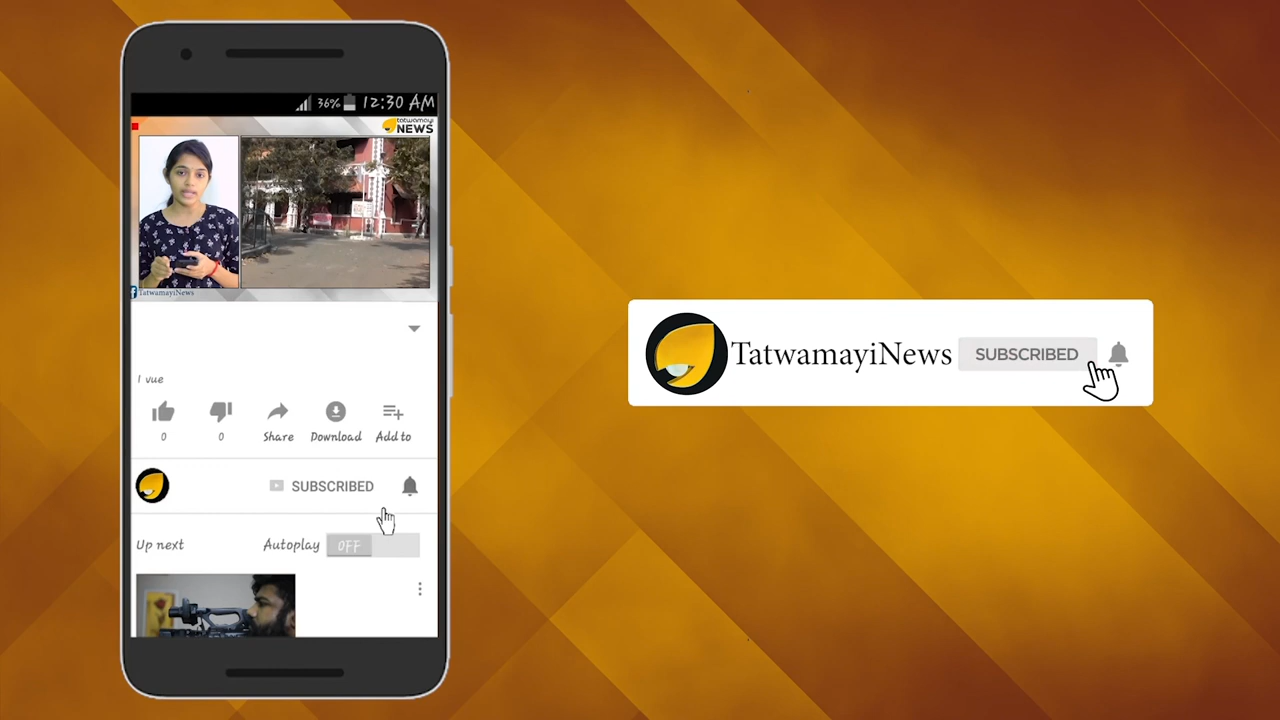 36% 12:30 AM
tatwamayi
NEWS
TatwamayiNews
1 vue
0 0 Share Download Add to
SUBSCRIBED
Up next Autoplay OFF
TatwamayiNews SUBSCRIBED